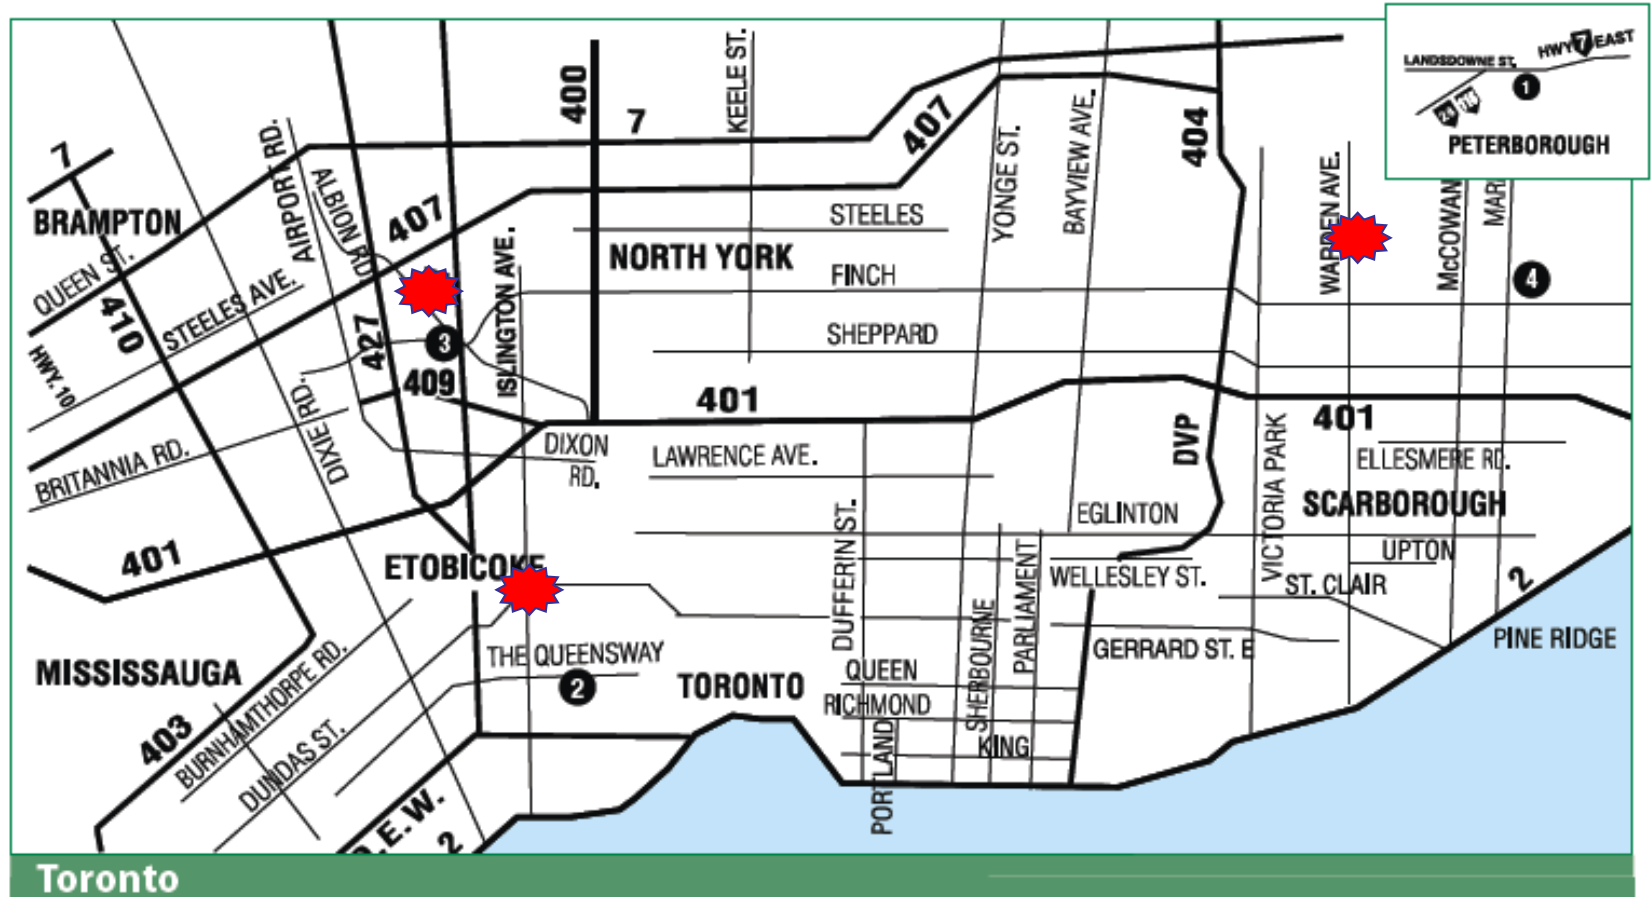 LANDSDOWNE ST.
HWY 7 EAST
1
PETERBOROUGH
7
BRAMPTON
QUEEN ST.
410
STEELES AVE.
HWY. 10
BRITANNIA RD.
401
MISSISSAUGA
403
BURNHAMTHORPE RD.
DUNDAS ST.
Q.E.W.
2
AIRPORT RD.
ALBION RD
407
427
3
409
DIXIE RD.
DIXIE RD.
ISLINGTON AVE.
ETOBICOKE
THE QUEENSWAY
2
400
7
KEELE ST.
407
STEELES
NORTH YORK
FINCH
SHEPPARD
401
DIXON
RD.
LAWRENCE AVE.
YONGE ST.
BAYVIEW AVE.
404
DVP
EGLINTON
DUFFERIN ST.
WELLESLEY ST.
SHERBOURNE
PARLIAMENT
GERRARD ST. E
QUEEN
TORONTO
RICHMOND
KING
PORTLAND
WARDEN AVE.
McCOWAN
4
VICTORIA PARK
401
ELLESMERE RD.
SCARBOROUGH
UPTON
ST. CLAIR
2
PINE RIDGE
Toronto